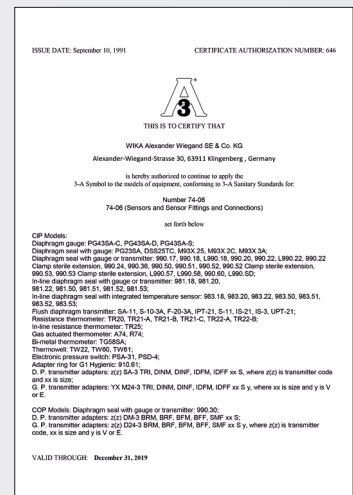 ISSUE DATE: September 10, 1991 CERTIFICATE AUTHORIZATION NUMBER: 646
3
THIS IS TO CERTIFY THAT
WIKA Alexander Wiegand SE & Co. KG
Alexander-Wiegand-Strasse 30, 63911 Klingenberg , Germany
is hereby authorized to continue to apply the
3-A Symbol to the models of equipment, conforming to 3-A Sanitary Standards for:
Number 74-06
74-06 (Sensors and Sensor Fittings and Connections)
set forth below
CIP Models:
Diaphragm gauge: PG43SA-C, PG43SA-D, PG43SA-S;
Diaphragm seal with gauge: PG23SA, DSS25TC, M93X.25, M93X.2C, M93X.3A;
Diaphragm seal with gauge or transmitter: 990.17, 990.18, L990.18, 990.20, 990.22, L990.22, 990.22
Clamp sterile extension, 990.24, 990.36, 990.50, 990.51, 990.52, 990.52 Clamp sterile extension,
990.53, 990.53 Clamp sterile extension, L990.57, L990.58, 990.60, L990.SD;
In-line diaphragm seal with gauge or transmitter: 981.18, 981.20,
981.22, 981.50, 981.51, 981.52, 981.53;
In-line diaphragm seal with integrated temperature sensor: 983.18, 983.20, 983.22, 983.50, 983.51,
983.52, 983.53;
Flush diaphragm transmitter: SA-11, S-10-3A, F-20-3A, IPT-21, S-11, IS-21, IS-3, UPT-21;
Resistance thermometer: TR20, TR21-A, TR21-B, TR21-C, TR22-A, TR22-B;
In-line resistance thermometer: TR25;
Gas actuated thermometer: A74, R74;
Bi-metal thermometer: TG58SA;
Thermowell: TW22, TW60, TW61;
Electronic pressure switch: PSA-31, PSD-4;
Adapter ring for G1 Hygienic: 910.61;
D. P. transmitter adapters: z(z) SA-3 TRI, DINM, DINF, IDFM, IDFF xx S; where z(z) is transmitter code
and xx is size;
G. P. transmitter adapters: YX M24-3 TRI, DINM, DINF, IDFM, IDFF xx S y, where xx is size and y is V
or E.
COP Models: Diaphragm seal with gauge or transmitter: 990.30;
D. P. transmitter adapters: z(z) DM-3 BRM, BRF, BFM, BFF, SMF xx S;
G. P. transmitter adapters: z(z) D24-3 BRM, BRF, BFM, BFF, SMF xx S y, where z(z) is transmitter
code, xx is size and y is V or E.
VALID THROUGH: December 31, 2019